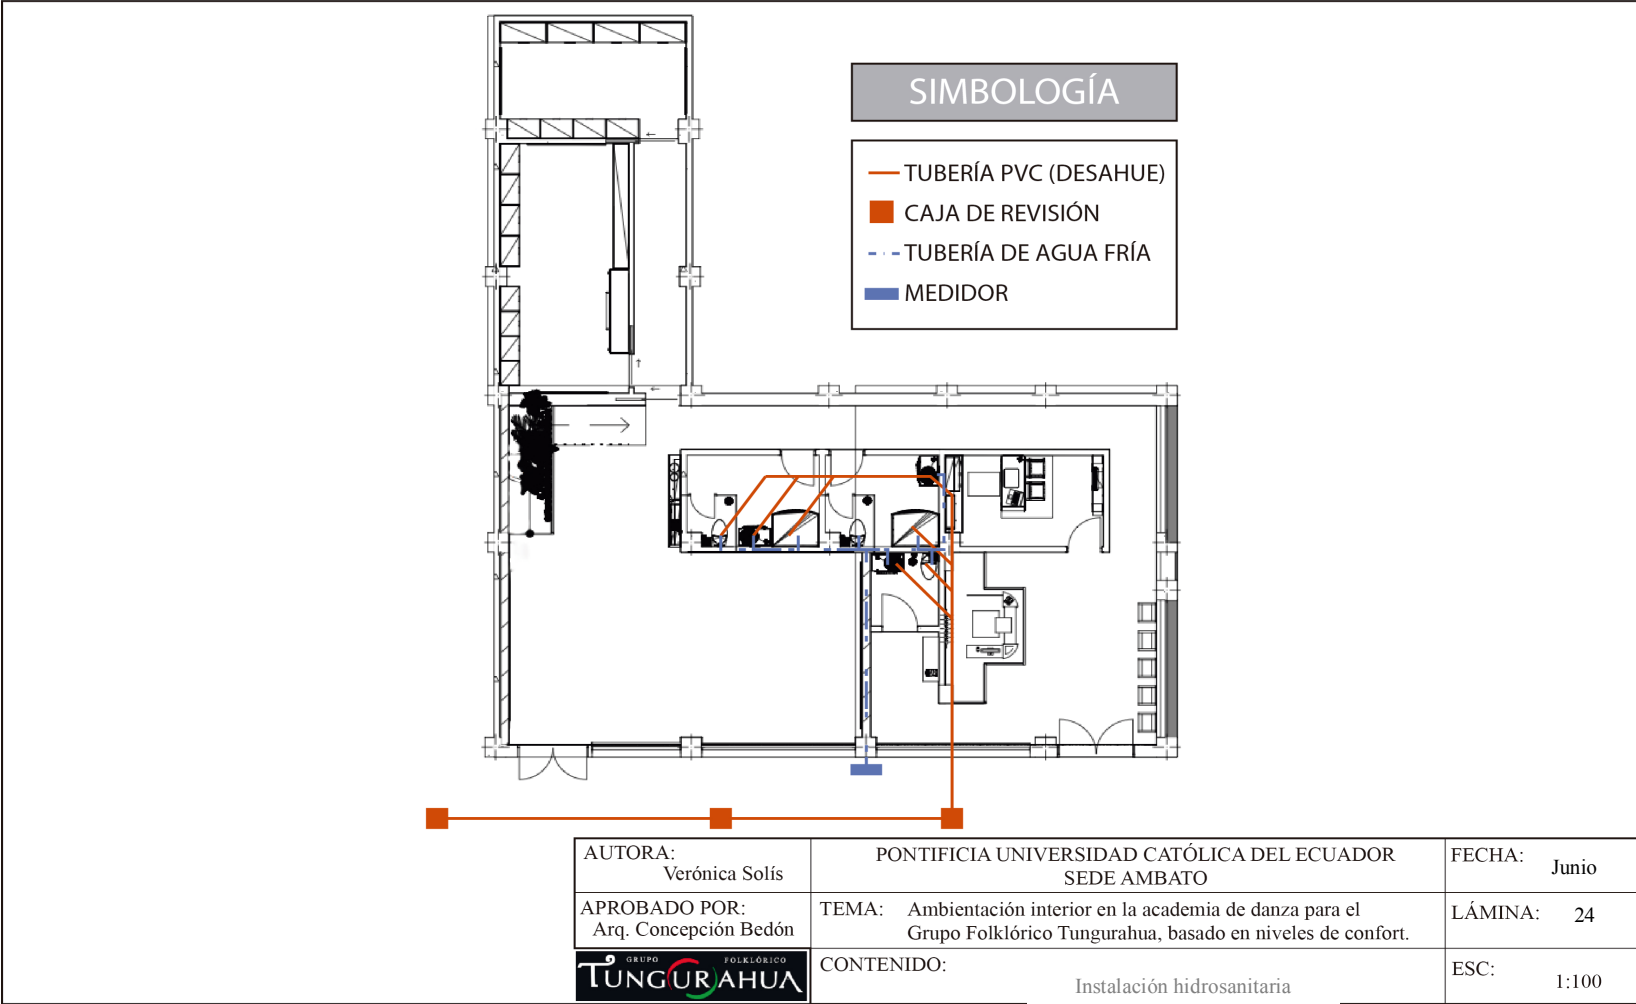 SIMBOLOGÍA
TUBERÍA PVC (DESAHUE)
CAJA DE REVISIÓN
TUBERÍA DE AGUA FRÍA
MEDIDOR
AUTORA:
Verónica Solís
PONTIFICIA UNIVERSIDAD CATÓLICA DEL ECUADOR
SEDE AMBATO
FECHA: Junio
APROBADO POR:
Arq. Concepción Bedón
TEMA: Ambientación interior en la academia de danza para el
Grupo Folklórico Tungurahua, basado en niveles de confort.
LÁMINA: 24
GRUPO FOLKLÓRICO
TUNGURAHUA
CONTENIDO:
Instalación hidrosanitaria
ESC: 1:100